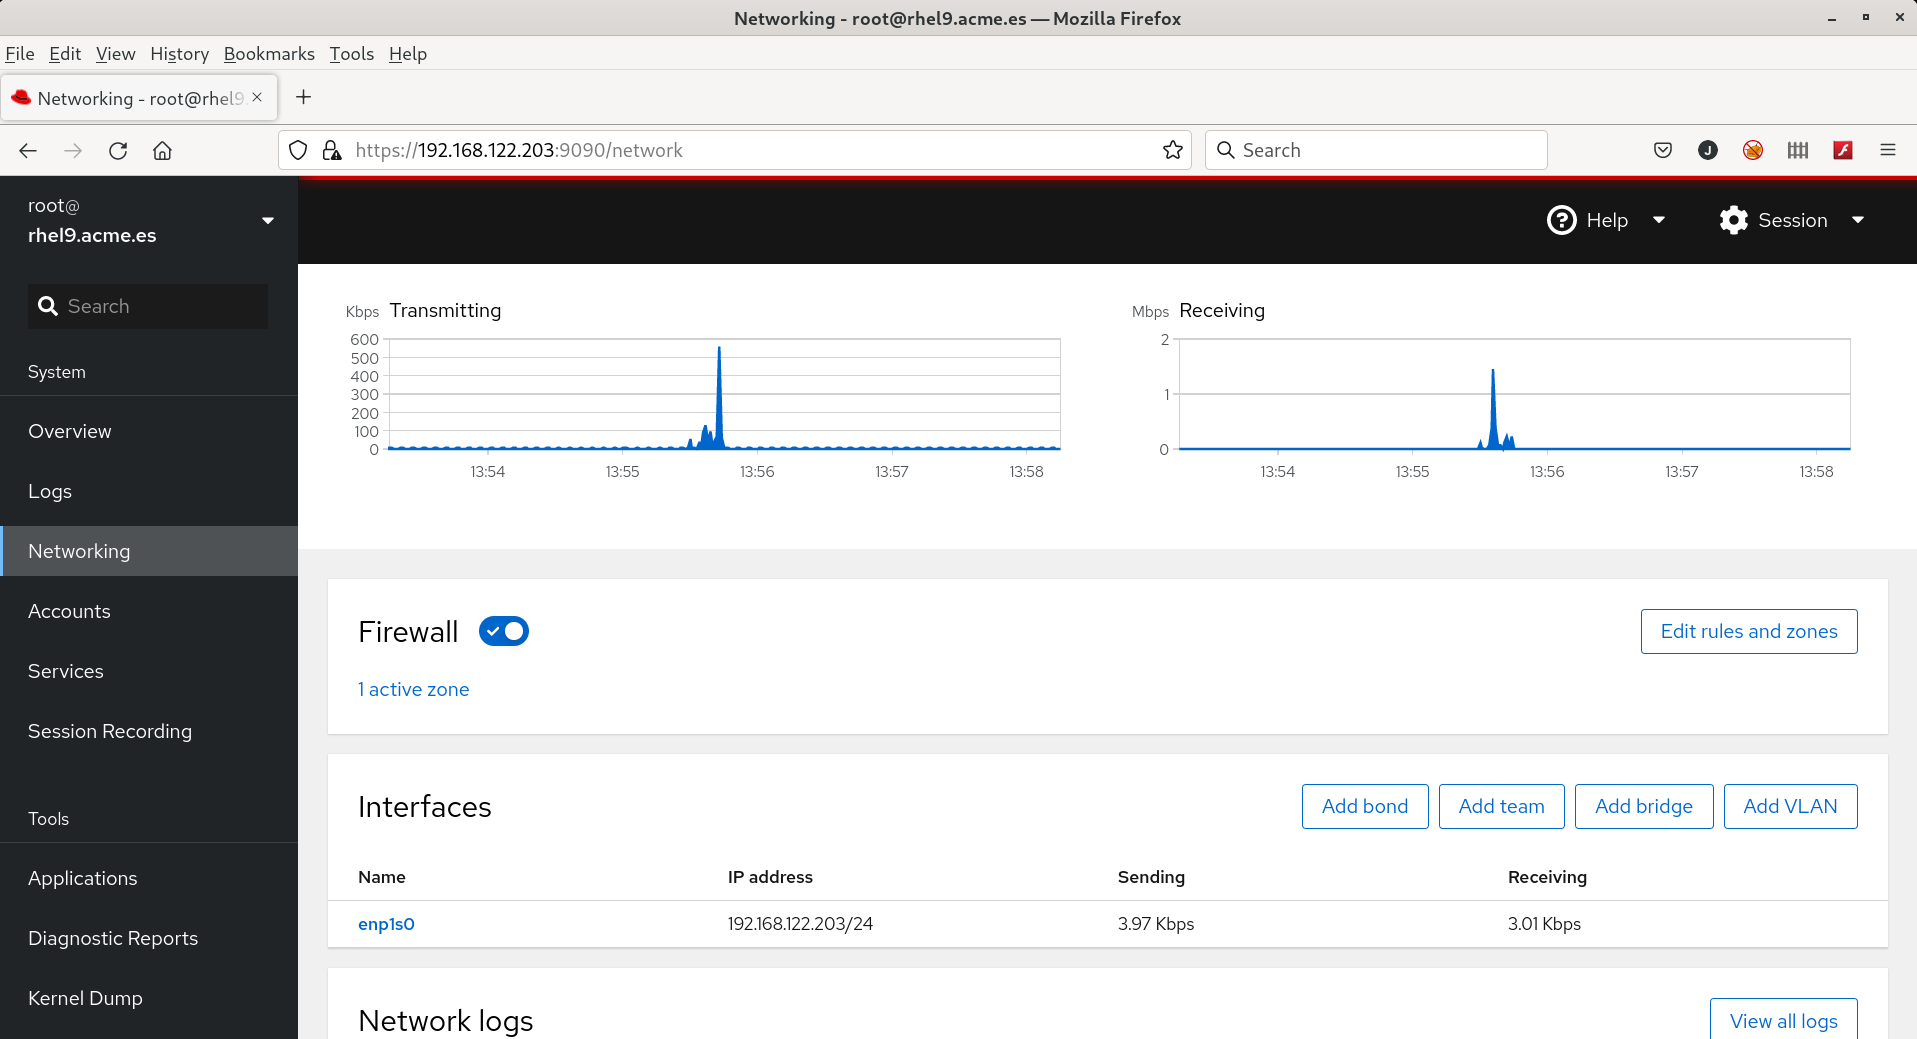 Networking - root@rhel9.acme.es — Mozilla Firefox
File Edit View History Bookmarks Tools Help
Networking - root@rhel9
https://192.168.122.203:9090/network
Search
J
root@
rhel9.acme.es
Help
Session
Search
System
Overview
Logs
Networking
Accounts
Services
Session Recording
Tools
Applications
Diagnostic Reports
Kernel Dump
Kbps Transmitting
600
500
400
300
200
100
0
13:54 13:55 13:56 13:57 13:58
Mbps Receiving
2
1
0
13:54 13:55 13:56 13:57 13:58
Firewall
Edit rules and zones
1 active zone
Interfaces
Add bond Add team Add bridge Add VLAN
Name IP address Sending Receiving
enp1s0 192.168.122.203/24 3.97 Kbps 3.01 Kbps
Network logs
View all logs